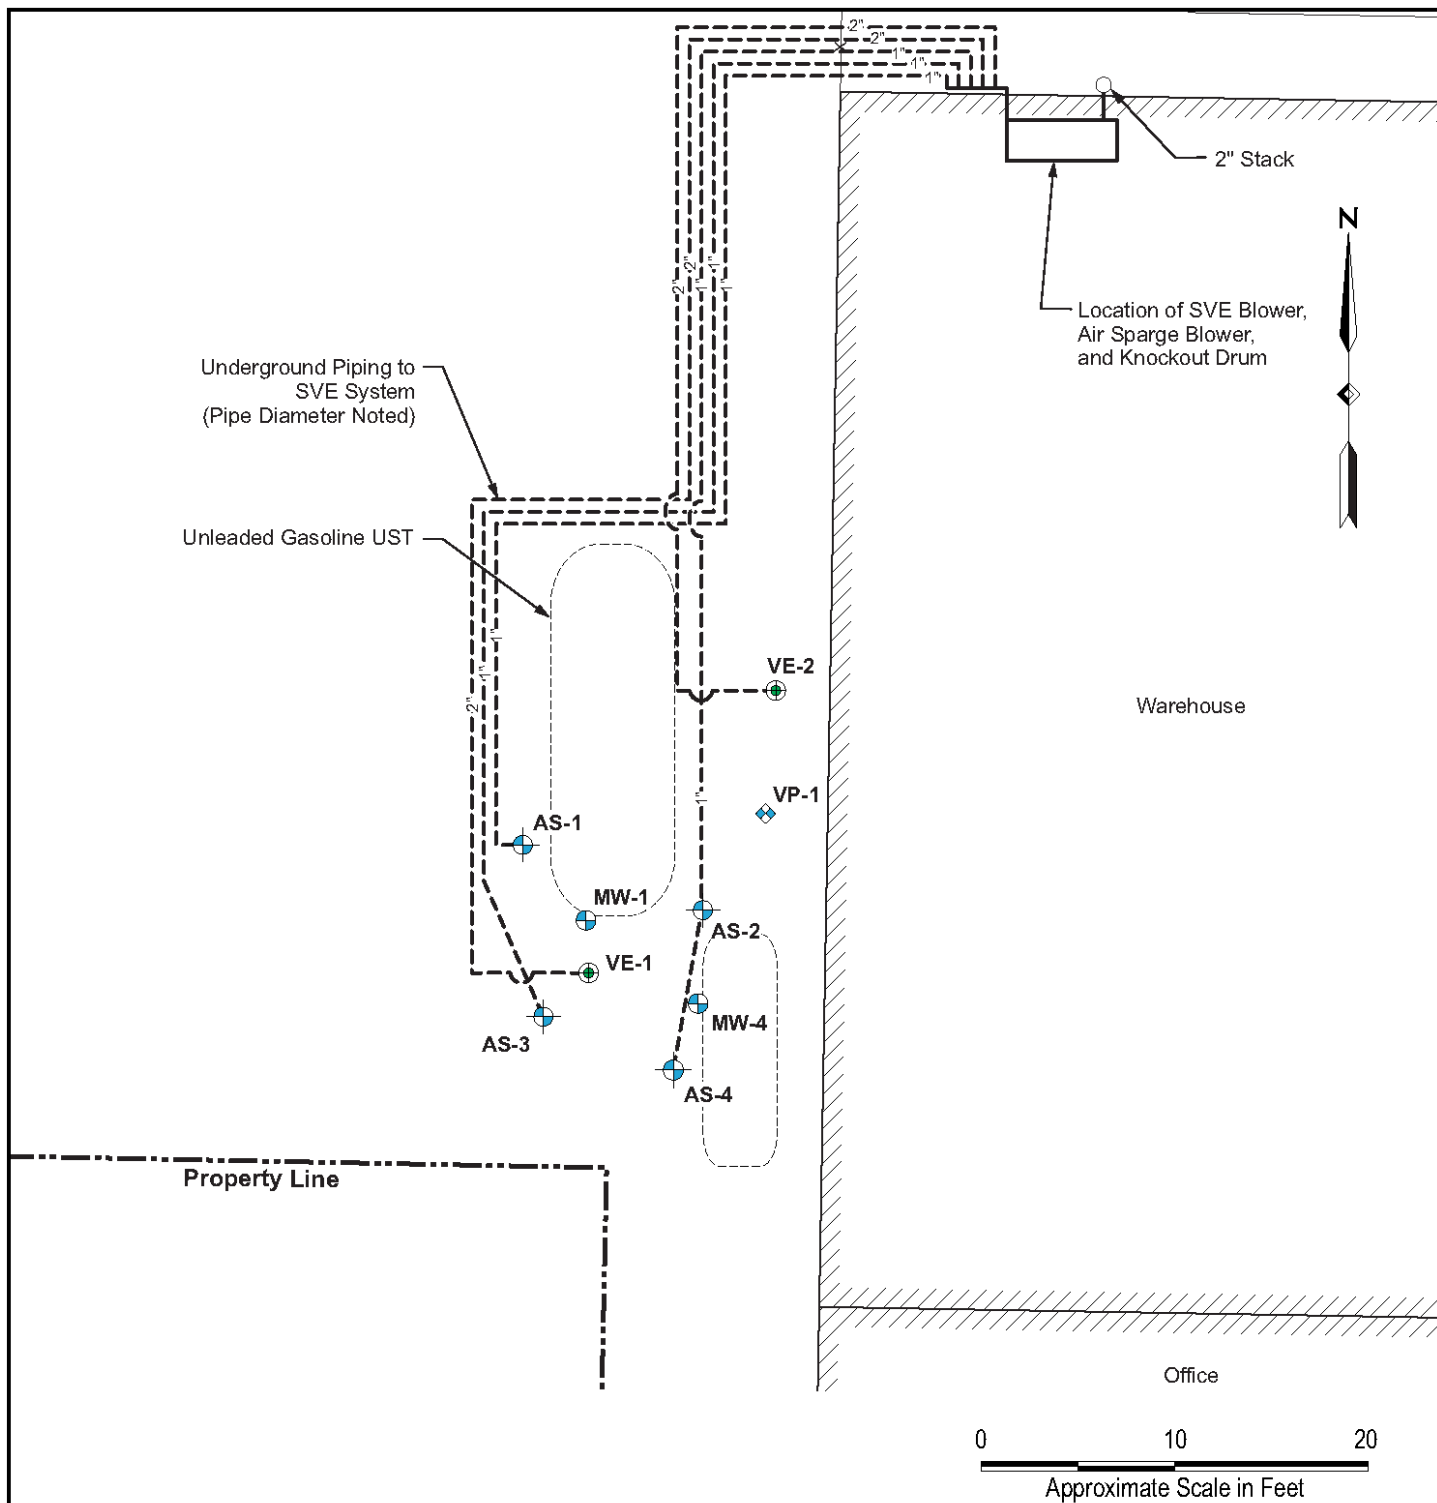 2"
2"
1"
1"
1"
2" Stack
N
2"
2"
1"
1"
1"
Location of SVE Blower,
Air Sparge Blower,
and Knockout Drum
Underground Piping to
SVE System
(Pipe Diameter Noted)
Unleaded Gasoline UST
1"
1"
2"
VE-2
Warehouse
1"
VP-1
AS-1
MW-1
AS-2
VE-1
MW-4
AS-3
AS-4
Property Line
Office
0 10 20
Approximate Scale in Feet